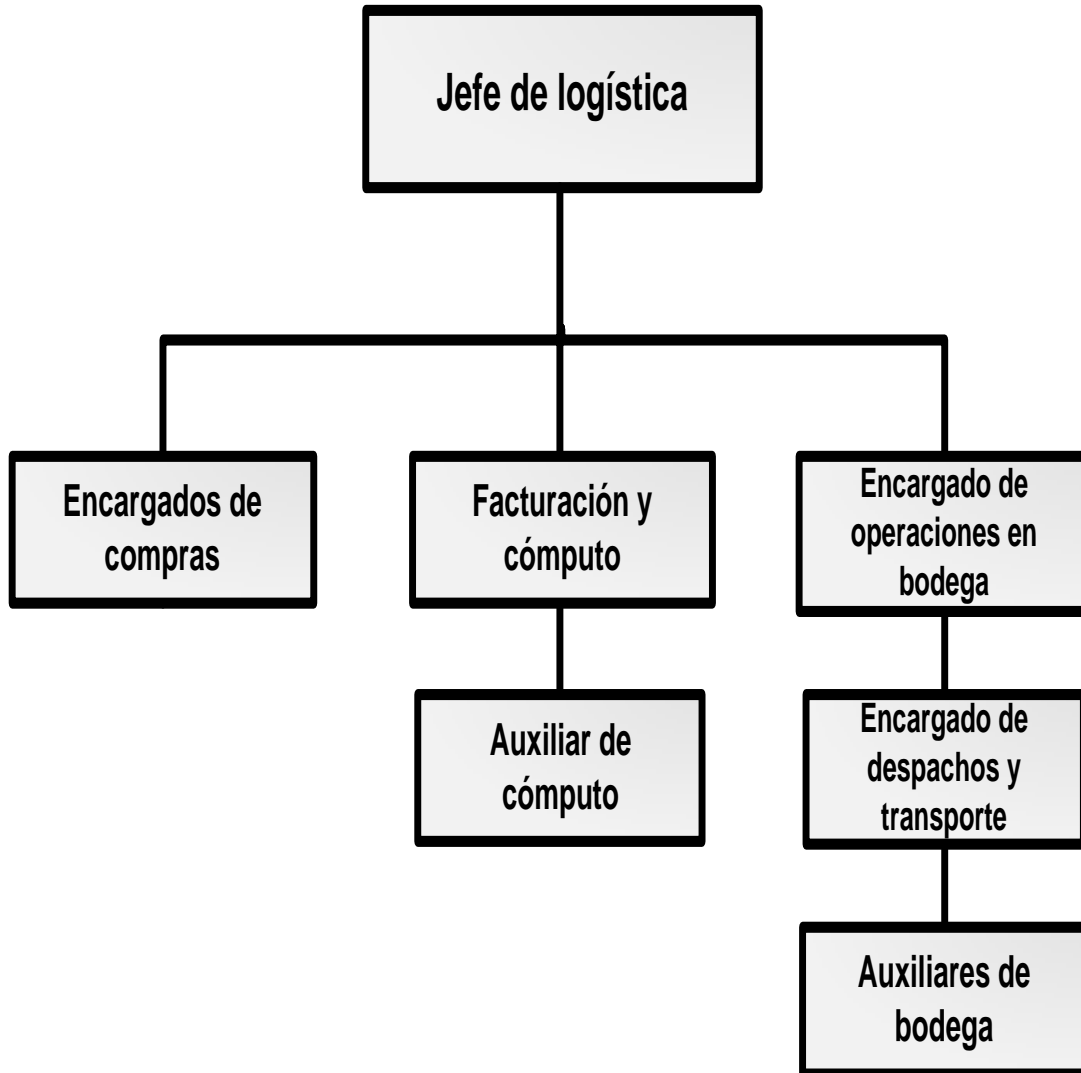 Jefe de logística
Encargados de
compras
Facturación y
cómputo
Encargado de
operaciones en
bodega
Auxiliar de
cómputo
Encargado de
despachos y
transporte
Auxiliares de
bodega